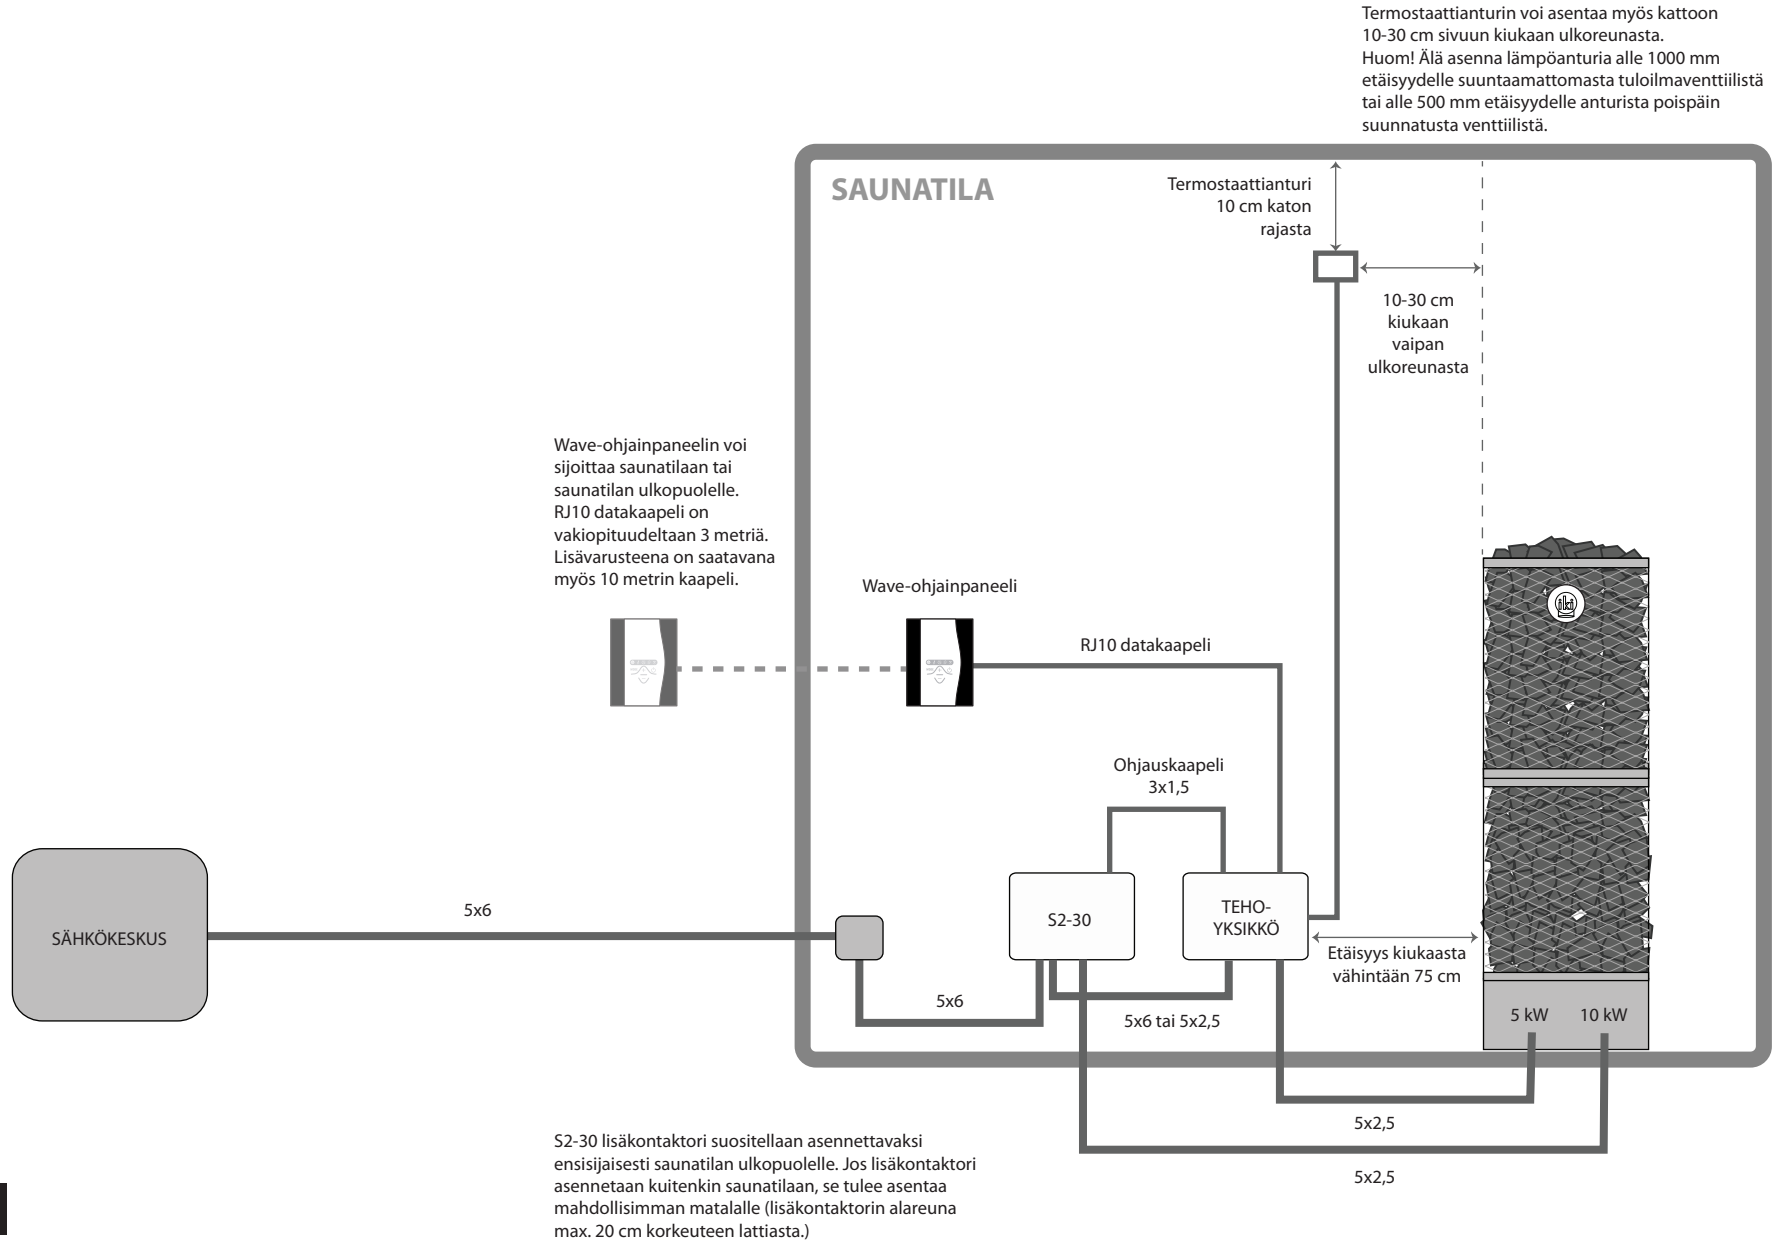 Termostaattianturin voi asentaa myös kattoon
10-30 cm sivuun kiukaan ulkoreunasta.
Huom! Älä asenna lämpöanturia alle 1000 mm
etäisyydelle suuntaamattomasta tuloilmaventtiilistä
tai alle 500 mm etäisyydelle anturista poispäin
suunnatusta venttiilistä.
SAUNATILA
Termostaattianturi
10 cm katon
rajasta
10-30 cm
kiukaan
vaipan
ulkoreunasta
Wave-ohjainpaneelin voi
sijoittaa saunatilaan tai
saunatilan ulkopuolelle.
RJ10 datakaapeli on
vakiopituudeltaan 3 metriä.
Lisävarusteena on saatavana
myös 10 metrin kaapeli.
Wave-ohjainpaneeli
RJ10 datakaapeli
iki
Ohjauskaapeli
3x1,5
SÄHKÖKESKUS
5x6
S2-30
TEHO-
YKSIKKÖ
Etäisyys kiukaasta
vähintään 75 cm
5x6
5x6 tai 5x2,5
5 kW
10 kW
5x2,5
5x2,5
S2-30 lisäkontaktori suositellaan asennettavaksi
ensisijaisesti saunatilan ulkopuolelle. Jos lisäkontaktori
asennetaan kuitenkin saunatilaan, se tulee asentaa
mahdollisimman matalalle (lisäkontaktorin alareuna
max. 20 cm korkeuteen lattiasta.)